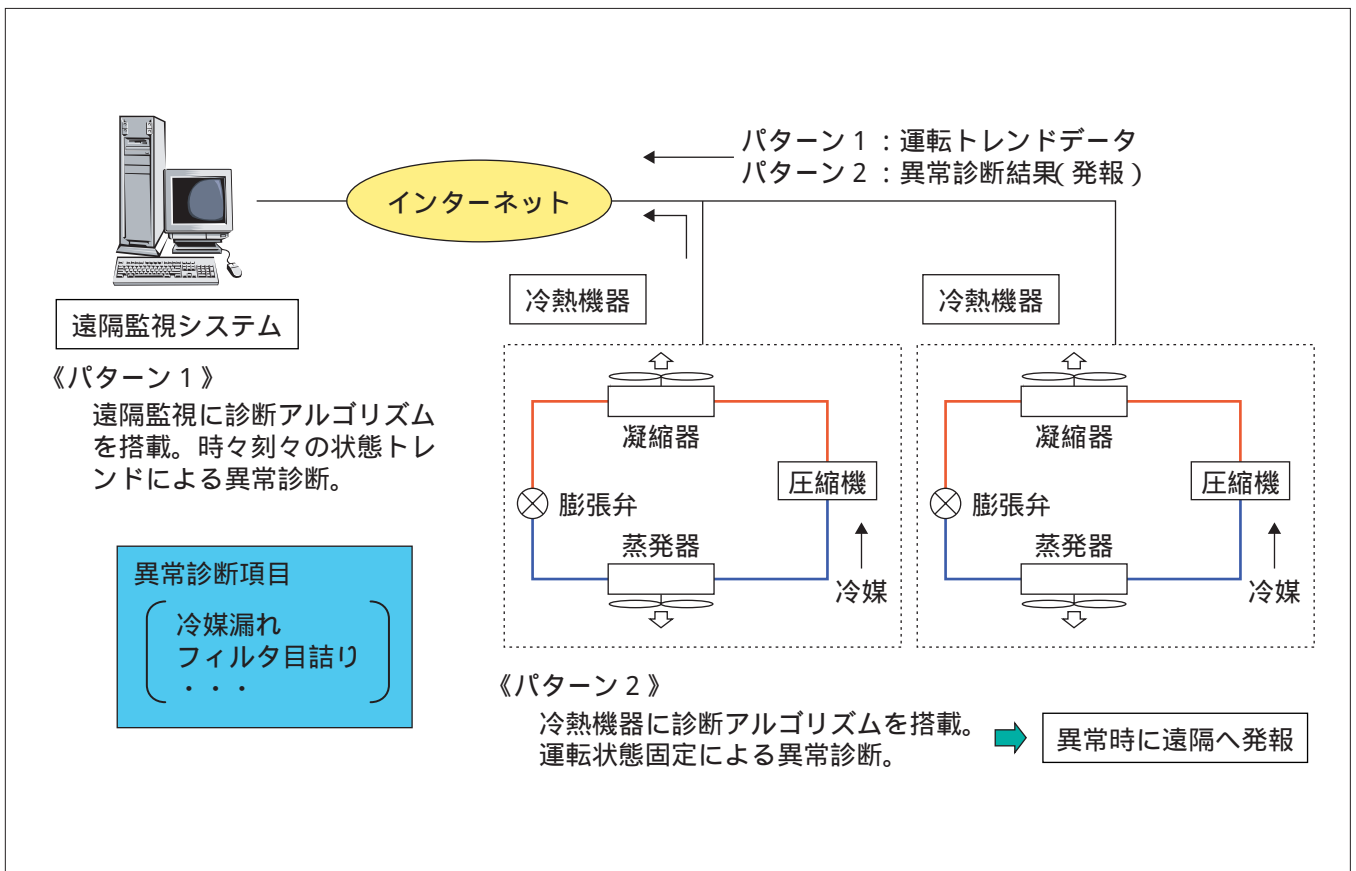 パターン1：運転トレンドデータ
パターン2：異常診断結果(発報)
インターネット
遠隔監視システム
《パターン1》
遠隔監視に診断アルゴリズム
を搭載。時々刻々の状態トレ
ンドによる異常診断。
異常診断項目
冷媒漏れ
フィルタ目詰り
・・・
冷熱機器
凝縮器
圧縮機
膨張弁
蒸発器
冷媒
冷熱機器
凝縮器
圧縮機
膨張弁
蒸発器
冷媒
《パターン2》
冷熱機器に診断アルゴリズムを搭載。
運転状態固定による異常診断。
異常時に遠隔へ発報